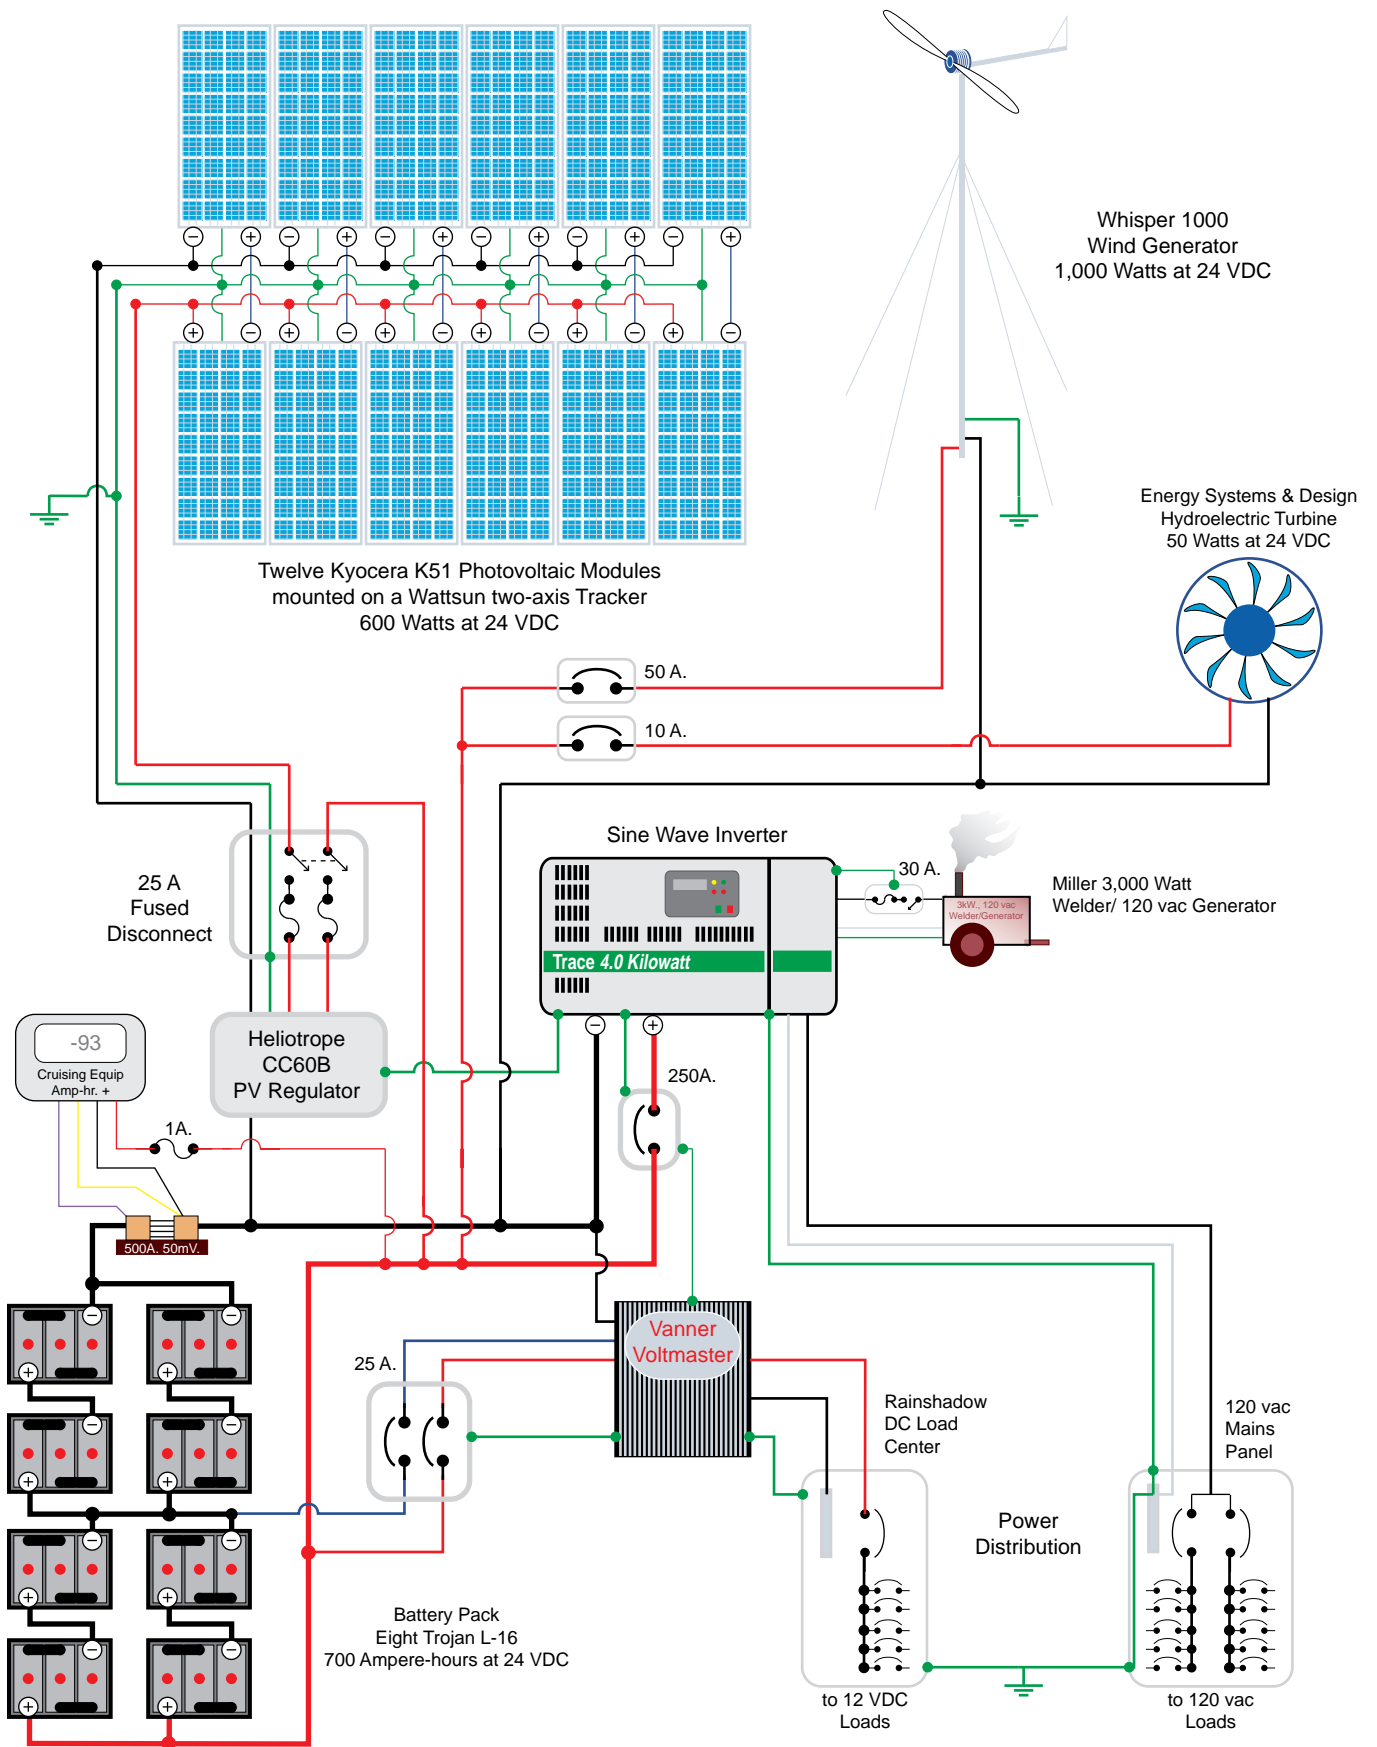 Whisper 1000
Wind Generator
1,000 Watts at 24 VDC
Energy Systems & Design
Hydroelectric Turbine
50 Watts at 24 VDC
Twelve Kyocera K51 Photovoltaic Modules
mounted on a Wattsun two-axis Tracker
600 Watts at 24 VDC
50 A.
10 A.
Sine Wave Inverter
30 A.
Miller 3,000 Watt
Welder/ 120 vac Generator
3kW., 120 vac
Welder/Generator
25 A
Fused
Disconnect
Trace 4.0 Kilowatt
-93
Cruising Equip
Amp-hr. +
Heliotrope
CC60B
PV Regulator
250A.
1A.
500A. 50mV.
Vanner
Voltmaster
25 A.
Rainshadow
DC Load
Center
120 vac
Mains
Panel
Power
Distribution
Battery Pack
Eight Trojan L-16
700 Ampere-hours at 24 VDC
to 12 VDC
Loads
to 120 vac
Loads